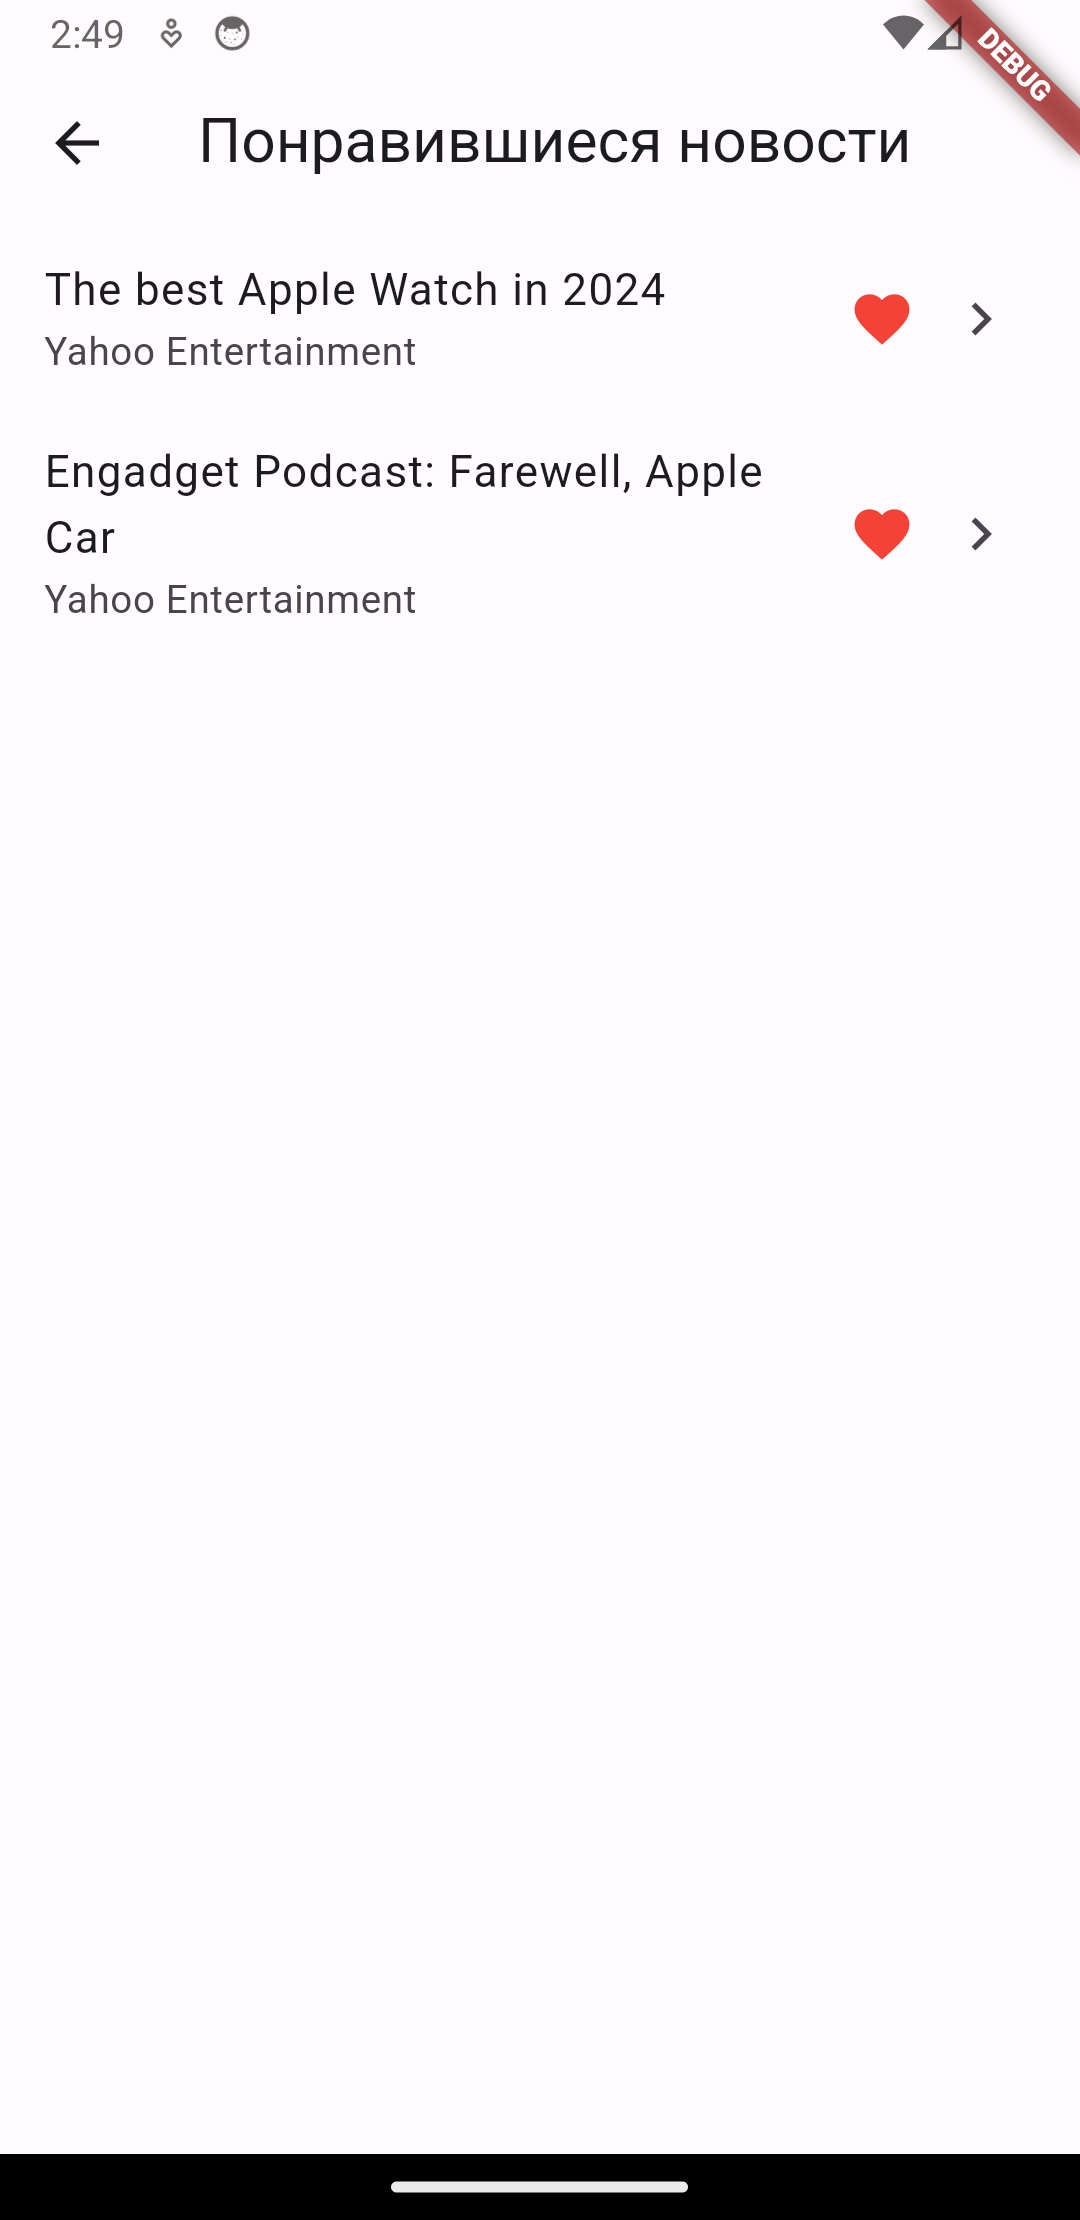 2:49
DEBUG
Понравившиеся новости
The best Apple Watch in 2024
Yahoo Entertainment
Engadget Podcast: Farewell, Apple
Car
Yahoo Entertainment